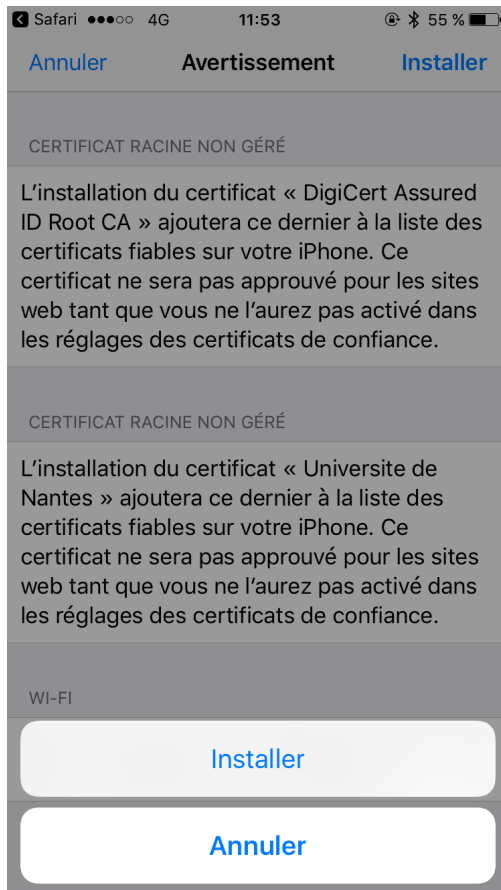 Safari 4G 11:53 55 %
Annuler Avertissement Installer
CERTIFICAT RACINE NON GÉRÉ
L’installation du certificat « DigiCert Assured
ID Root CA » ajoutera ce dernier à la liste des
certificats fiables sur votre iPhone. Ce
certificat ne sera pas approuvé pour les sites
web tant que vous ne l’aurez pas activé dans
les réglages des certificats de confiance.
CERTIFICAT RACINE NON GÉRÉ
L’installation du certificat « Universite de
Nantes » ajoutera ce dernier à la liste des
certificats fiables sur votre iPhone. Ce
certificat ne sera pas approuvé pour les sites
web tant que vous ne l’aurez pas activé dans
les réglages des certificats de confiance.
WI-FI
Installer
Annuler